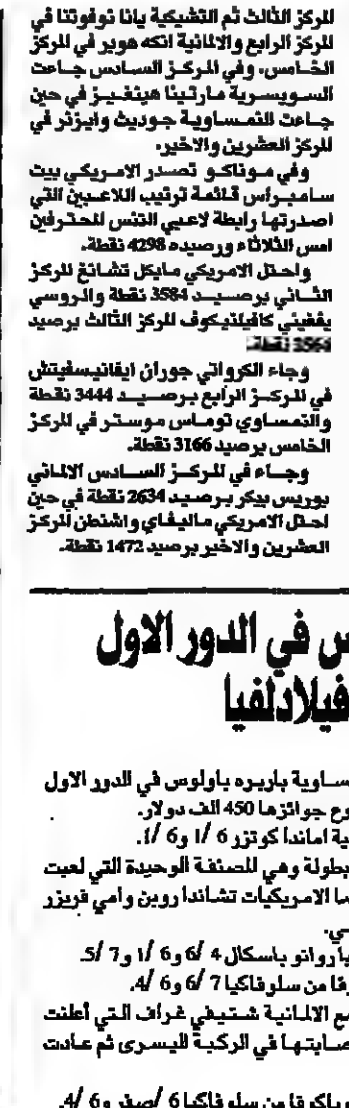 المركز الثالث ثم التشيكية يانا نوفوتنا في
المركز الرابع والالمانية انكه هوبر في المركز
الخامس، وفي المركز السادس جاءت
السويسرية مارتينا هينغيز في حين
جاءت النمساوية جوديث وايزنر في
المركز العشرين والاخير.
وفي موناكو تصدر الامريكي بيت
سامبراس قائمة ترتيب اللاعبين التي
اصدرتها رابطة لاعبي التنس المحترفين
امس الثلاثاء ورصيده 4298 نقطة.
واحتل الامريكي مايكل تشانغ المركز
الثاني برصيد 3584 نقطة والروسي
يفغيني كافيلنيكوف المركز الثالث برصيد
3564 نقطة.
وجاء الكرواتي جوران ايفانيسفيتش
في المركز الرابع برصيد 3444 نقطة
والنمساوي توماس موستر في المركز
الخامس برصيد 3166 نقطة.
وجاء في المركز السادس الالماني
بوريس بيكر برصيد 2634 نقطة في حين
احتل الامريكي ماليفاي واشنطن المركز
العشرين والاخير برصيد 1472 نقطة.
س في الدور الاول
فيلادلفيا
ساوية باربره باولوس في الدور الاول
وع جوائزها 450 الف دولار.
ية اماندا كوتزر 6 /1 و6 /1.
بطولة وهي المصنفة الوحيدة التي لعبت
ما الامريكيات تشاندا روبن وامي فريزر
سي.
باروانو باسكال 4 /6 و6 /1 و7 /5.
وفا من سلوفاكيا 7 /6 و6 /4.
مع الالمانية شتيفي غراف التي أعلنت
صابتها في الركبة اليسرى ثم عادت
وياكوفا من سلوفاكيا 6 /صفر و6 /4.